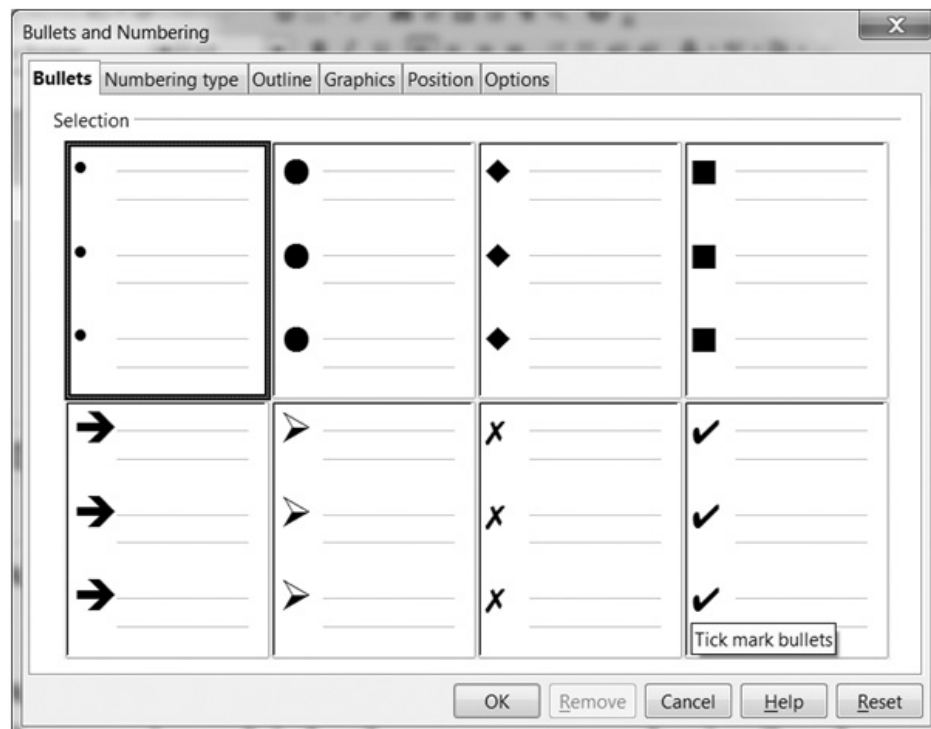 Bullets and Numbering
Bullets Numbering type Outline Graphics Position Options
Selection
Tick mark bullets
OK Remove Cancel Help Reset